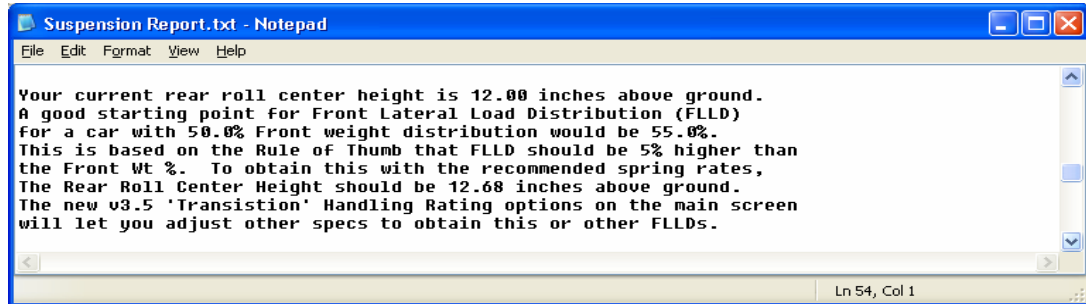 Suspension Report.txt - Notepad
File Edit Format View Help
Your current rear roll center height is 12.00 inches above ground.
A good starting point for Front Lateral Load Distribution (FLLD)
for a car with 50.0% Front weight distribution would be 55.0%.
This is based on the Rule of Thumb that FLLD should be 5% higher than
the Front Wt %.  To obtain this with the recommended spring rates,
The Rear Roll Center Height should be 12.68 inches above ground.
The new v3.5 'Transistion' Handling Rating options on the main screen
will let you adjust other specs to obtain this or other FLLDs.
Ln 54, Col 1